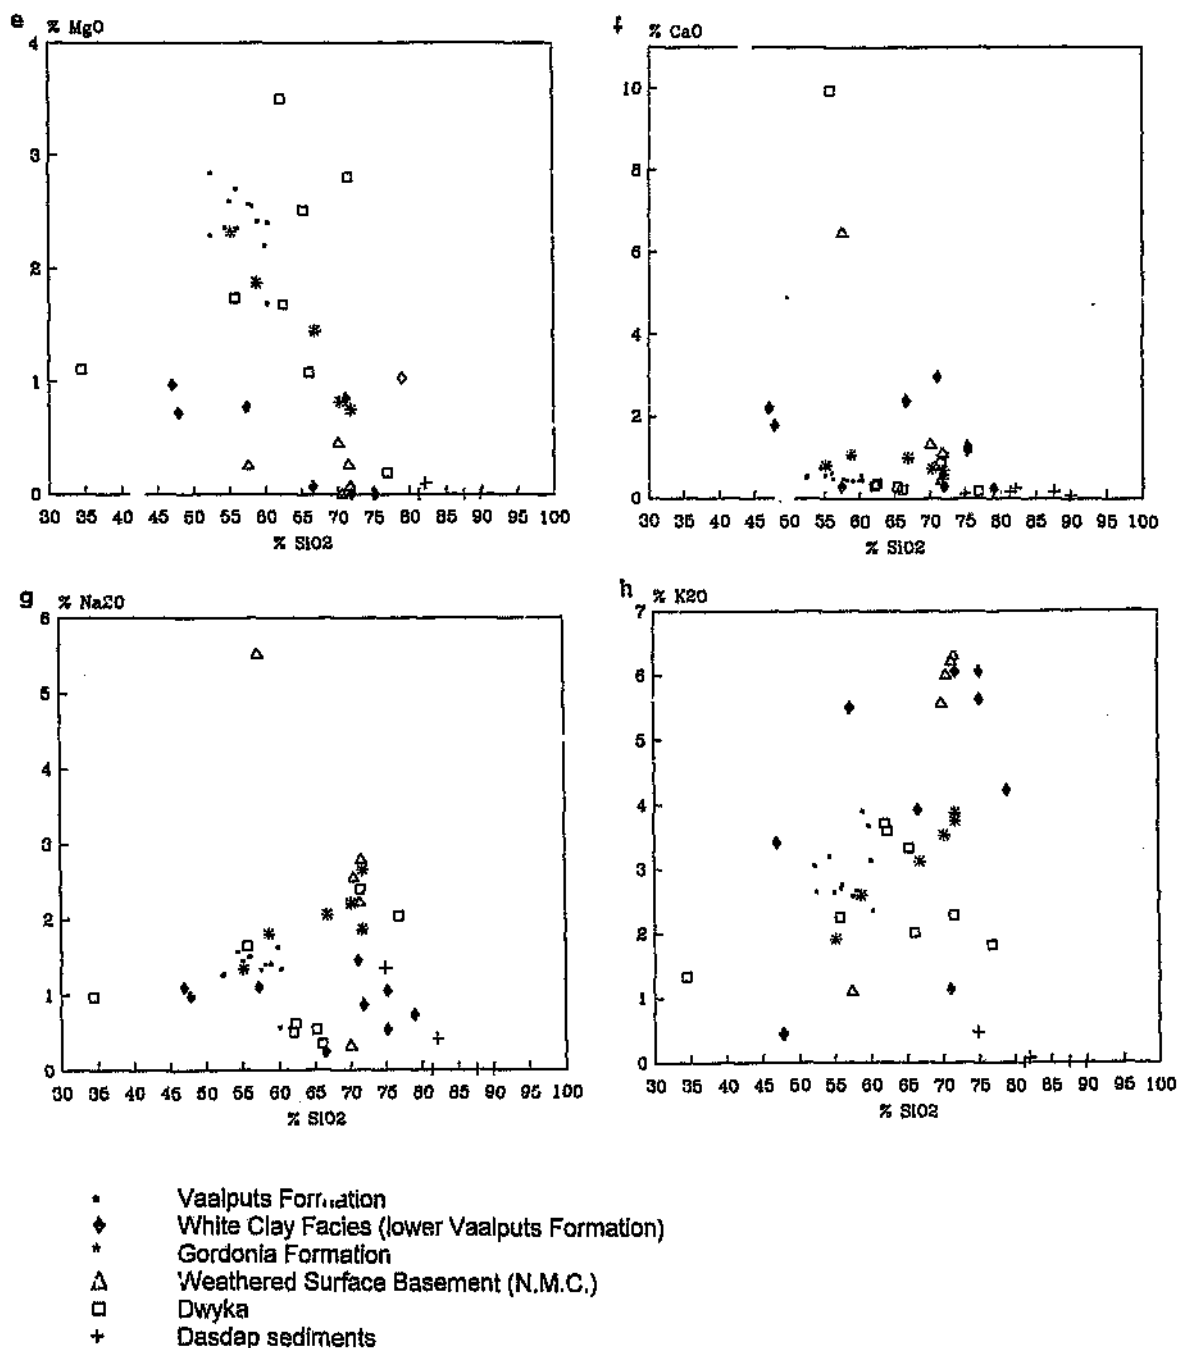 e % MgO
4
3
2
1
0
30 35 40 45 50 55 60 65 70 75 80 85 90 95 100
% SiO2
f % CaO
10
8
6
4
2
0
30 35 40 45 50 55 60 65 70 75 80 85 90 95 100
% SiO2
g % Na2O
6
5
4
3
2
1
0
30 35 40 45 50 55 60 65 70 75 80 85 90 95 100
% SiO2
h % K2O
7
6
5
4
3
2
1
0
30 35 40 45 50 55 60 65 70 75 80 85 90 95 100
% SiO2
Vaalputs Formation
White Clay Facies (lower Vaalputs Formation)
Gordonia Formation
Weathered Surface Basement (N.M.C.)
Dwyka
Dasdap sediments